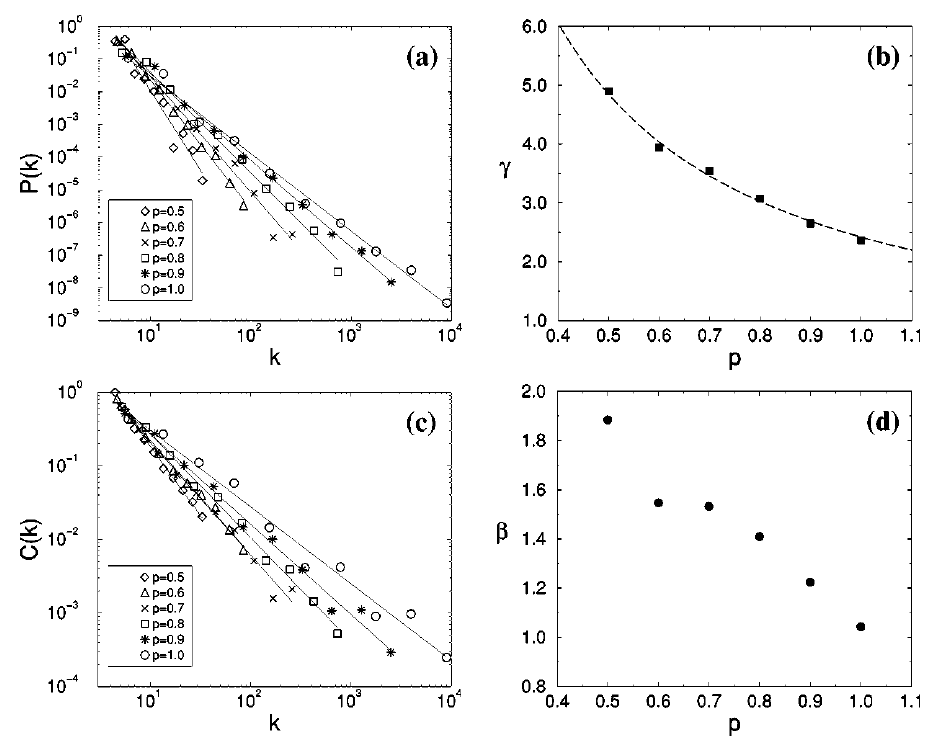 (a)
10^0
10^-1
10^-2
10^-3
10^-4
10^-5
10^-6
10^-7
10^-8
10^-9
P(k)
p=0.5
p=0.6
p=0.7
p=0.8
p=0.9
p=1.0
10^1
10^2
10^3
10^4
k
(b)
6.0
5.0
4.0
3.0
2.0
1.0
γ
0.4 0.5 0.6 0.7 0.8 0.9 1.0 1.1
p
(c)
10^0
10^-1
10^-2
10^-3
10^-4
C(k)
p=0.5
p=0.6
p=0.7
p=0.8
p=0.9
p=1.0
10^1
10^2
10^3
10^4
k
(d)
2.0
1.8
1.6
1.4
1.2
1.0
0.8
β
0.4 0.5 0.6 0.7 0.8 0.9 1.0 1.1
p